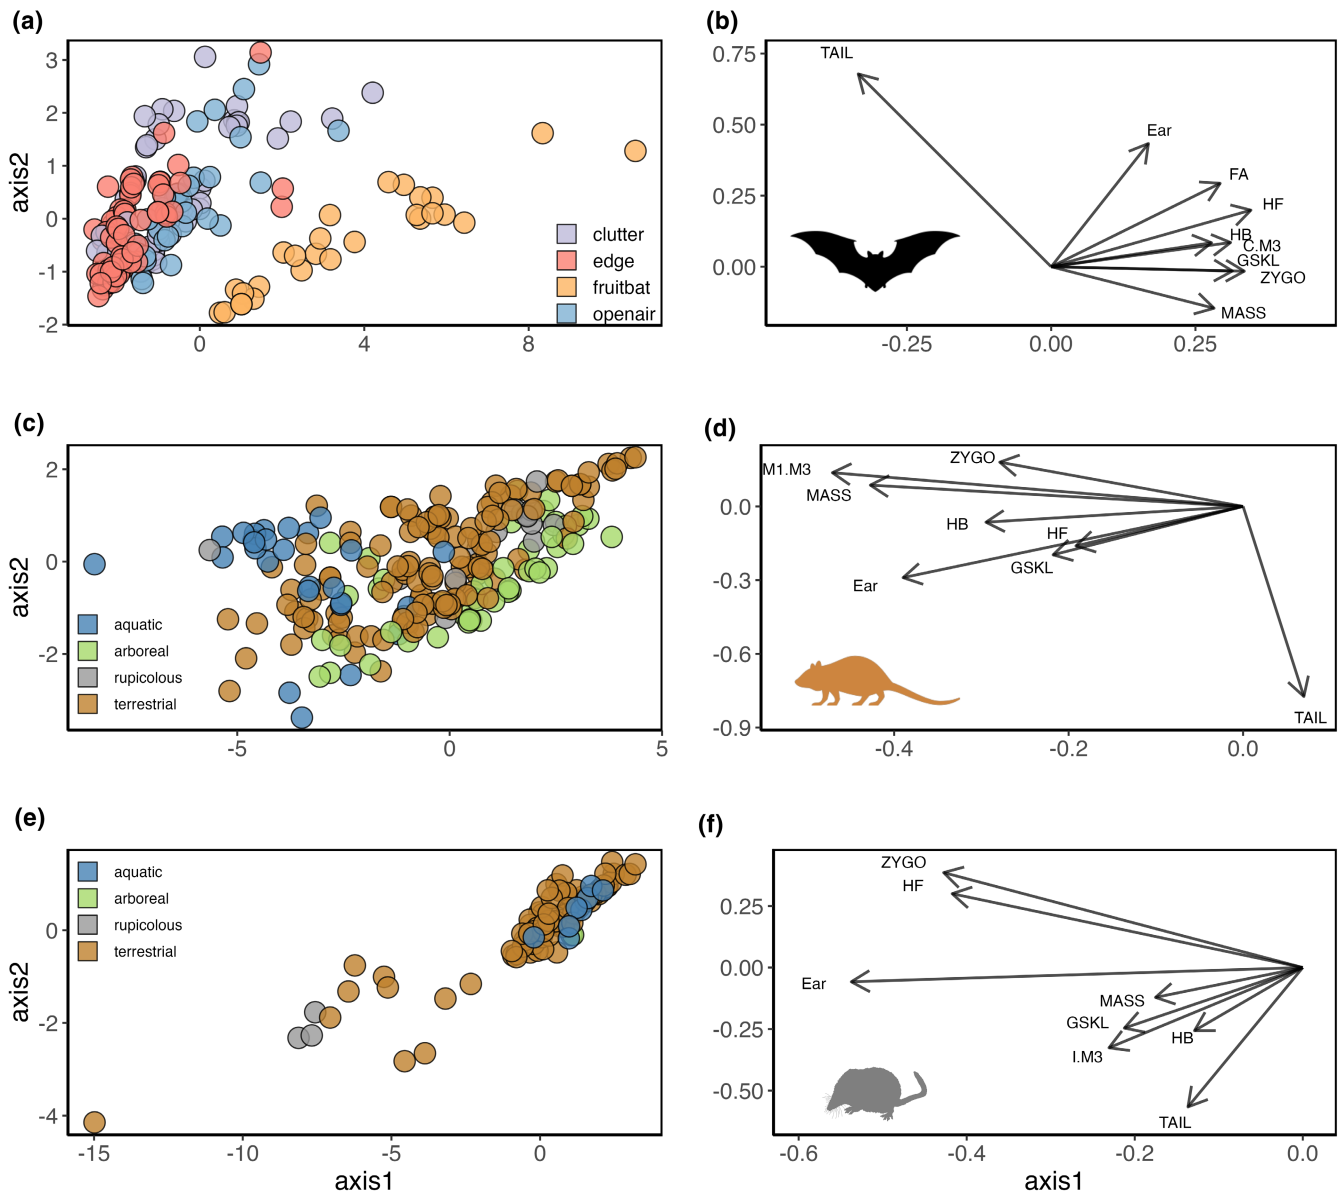 (a)
3
2
1
0
-1
-2
axis2
0
4
8
clutter
edge
fruitbat
openair
(b)
0.75
0.50
0.25
0.00
-0.25
0.00
0.25
TAIL
Ear
FA
HF
HB
C.M3
GSKL
ZYGO
MASS
(c)
2
0
-2
axis2
-5
0
5
aquatic
arboreal
rupicolous
terrestrial
(d)
0.0
-0.3
-0.6
-0.9
-0.4
-0.2
0.0
ZYGO
M1.M3
MASS
HB
HF
GSKL
Ear
TAIL
(e)
0
-2
-4
axis2
-15
-10
-5
0
axis1
aquatic
arboreal
rupicolous
terrestrial
(f)
0.25
0.00
-0.25
-0.50
-0.6
-0.4
-0.2
0.0
axis1
ZYGO
HF
Ear
MASS
GSKL
HB
I.M3
TAIL